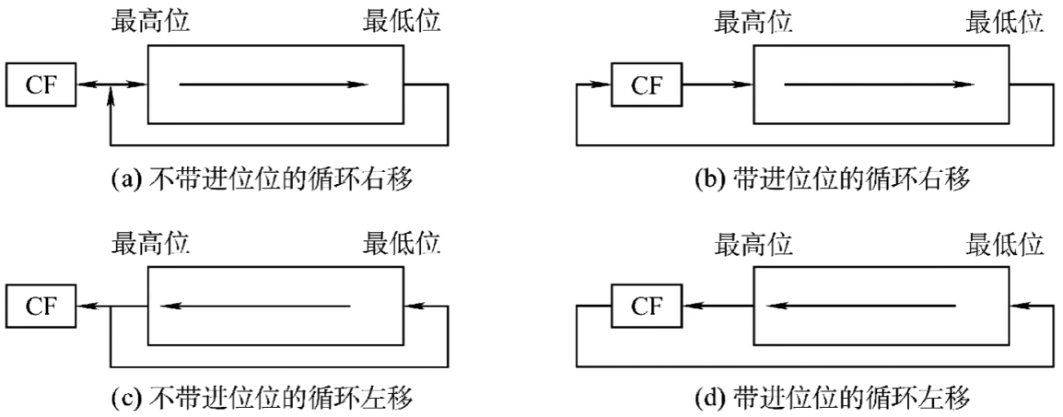 最高位 最低位 最高位 最低位
CF CF
(a) 不带进位位的循环右移 (b) 带进位位的循环右移
最高位 最低位 最高位 最低位
CF CF
(c) 不带进位位的循环左移 (d) 带进位位的循环左移